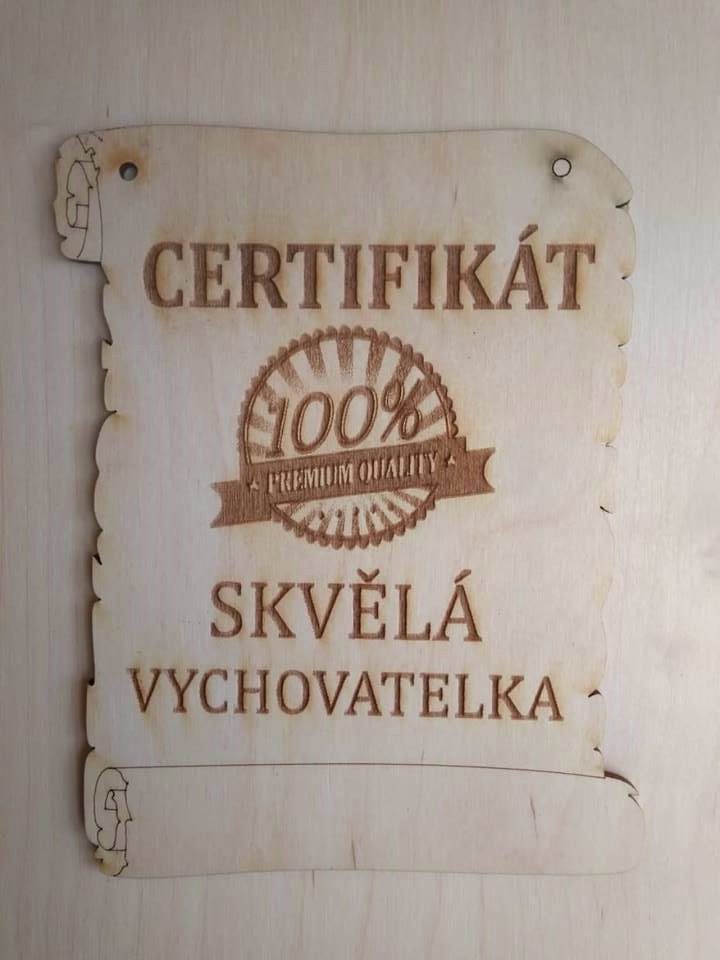 CERTIFIKÁT
100%
PREMIUM QUALITY
SKVĚLÁ
VYCHOVATELKA